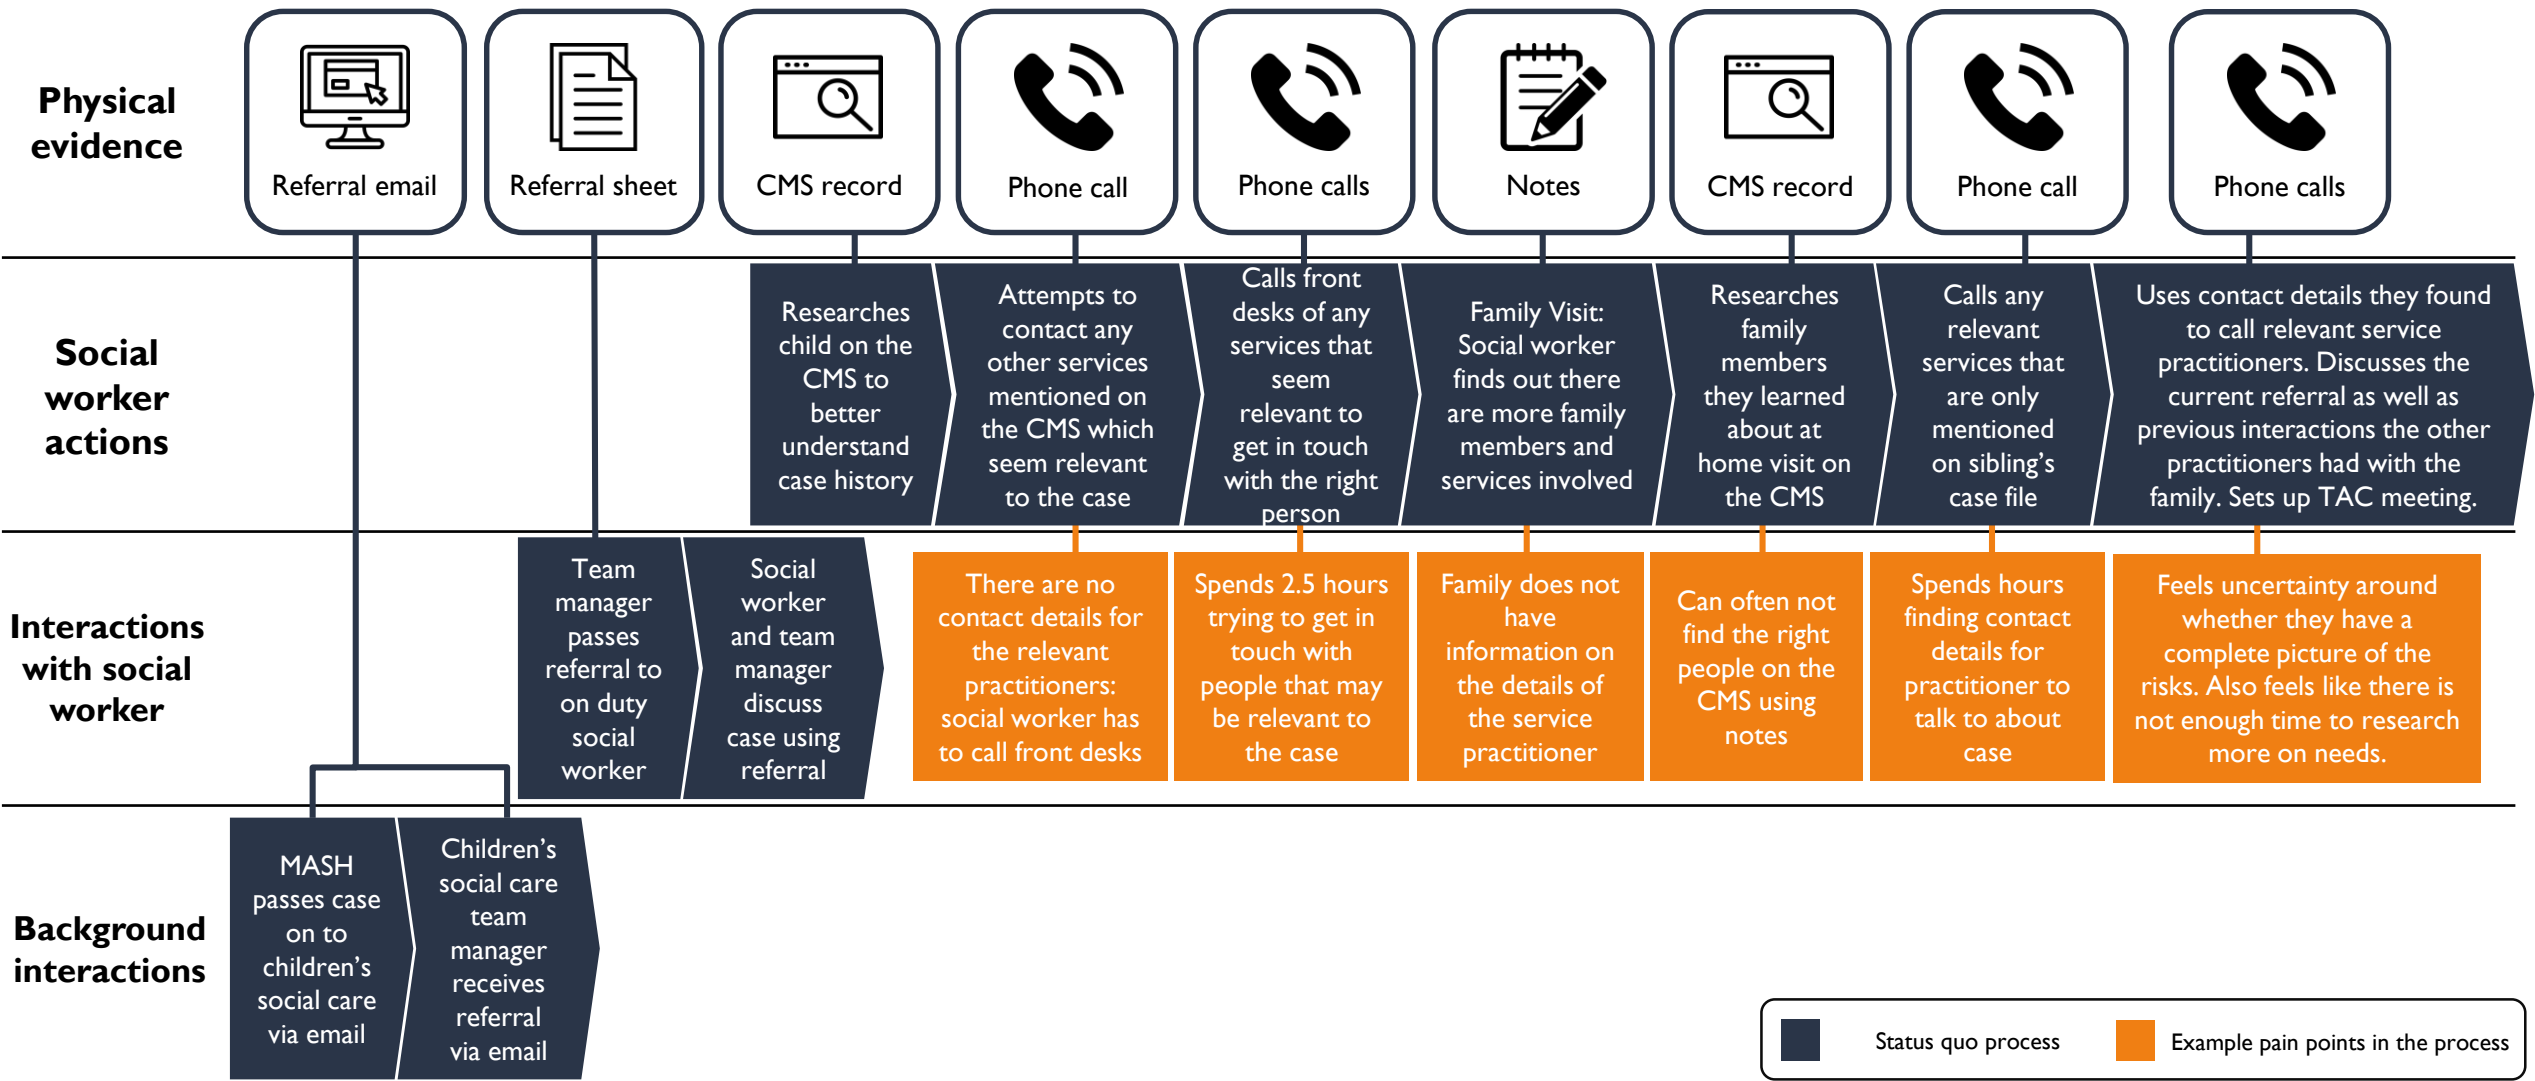 Physical
evidence
Referral email
Referral sheet
CMS record
Phone call
Phone calls
Notes
CMS record
Phone call
Phone calls
Social
worker
actions
Researches
child on the
CMS to
better
understand
case history
Attempts to
contact any
other services
mentioned on
the CMS which
seem relevant
to the case
Calls front
desks of any
services that
seem
relevant to
get in touch
with the right
person
Family Visit:
Social worker
finds out there
are more family
members and
services involved
Researches
family
members
they learned
about at
home visit on
the CMS
Calls any
relevant
services that
are only
mentioned
on sibling's
case file
Uses contact details they found
to call relevant service
practitioners. Discusses the
current referral as well as
previous interactions the other
practitioners had with the
family. Sets up TAC meeting.
Interactions
with social
worker
Team
manager
passes
referral to
on duty
social
worker
Social
worker
and team
manager
discuss
case using
referral
There are no
contact details for
the relevant
practitioners:
social worker has
to call front desks
Spends 2.5 hours
trying to get in
touch with
people that may
be relevant to
the case
Family does not
have
information on
the details of
the service
practitioner
Can often not
find the right
people on the
CMS using
notes
Spends hours
finding contact
details for
practitioner to
talk to about
case
Feels uncertainty around
whether they have a
complete picture of the
risks. Also feels like there is
not enough time to research
more on needs.
Background
interactions
MASH
passes case
on to
children's
social care
via email
Children's
social care
team
manager
receives
referral
via email
Status quo process
Example pain points in the process